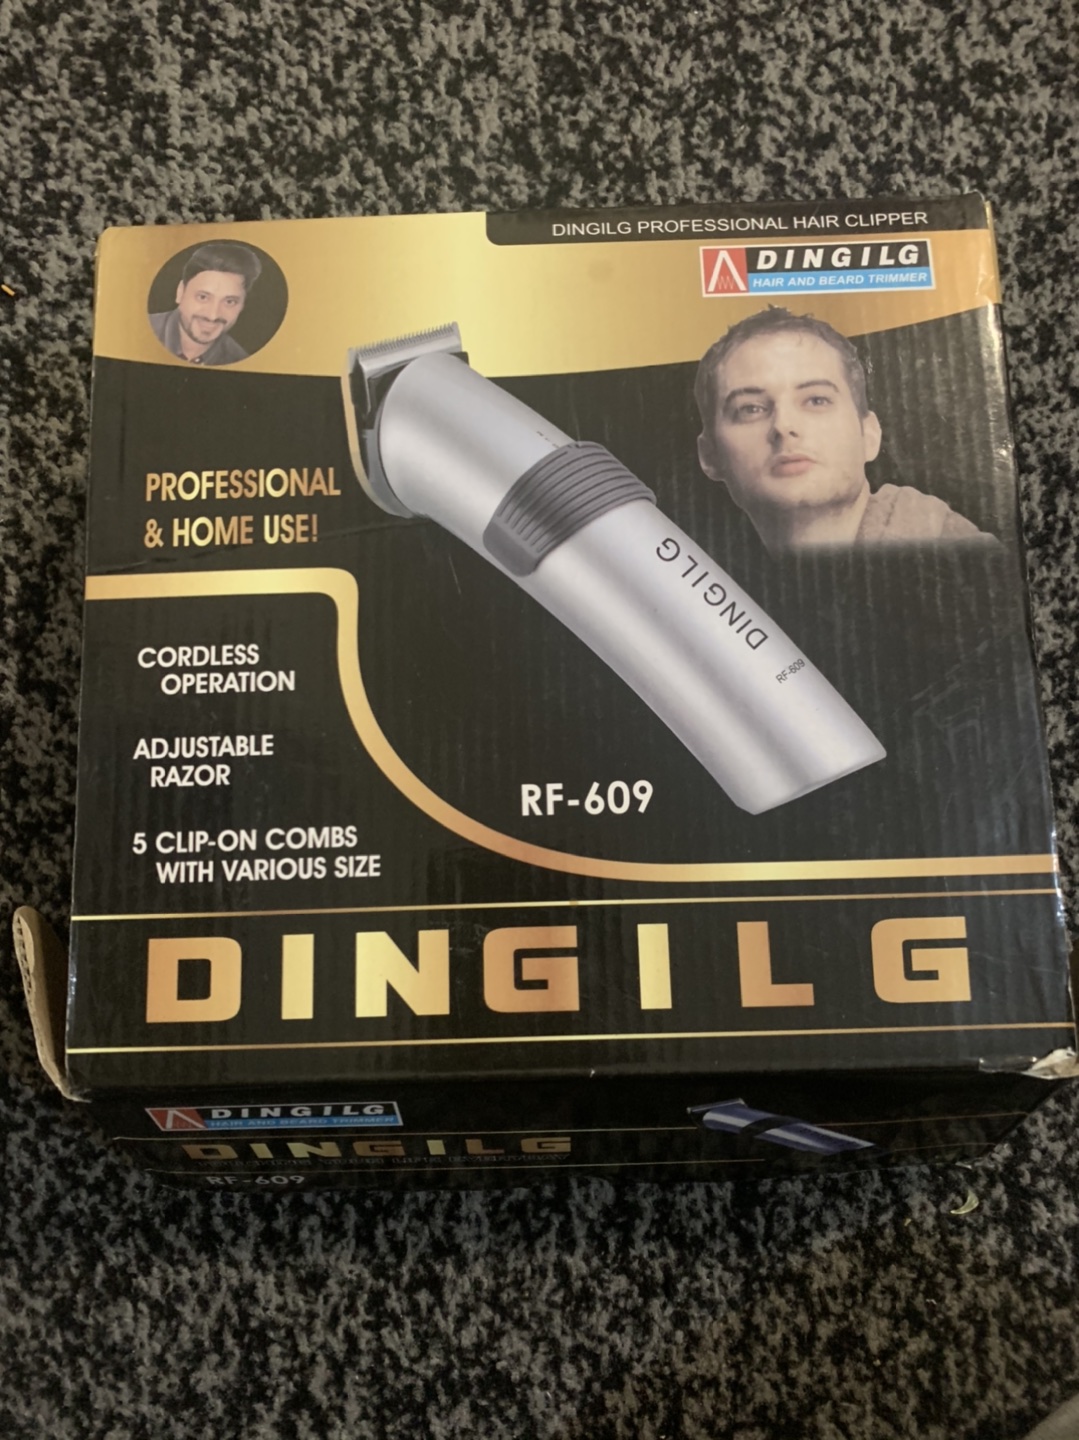 DINGILG PROFESSIONAL HAIR CLIPPER
DINGILG
HAIR AND BEARD TRIMMER
PROFESSIONAL
& HOME USE!
DINGILG
RF-609
CORDLESS
OPERATION
ADJUSTABLE
RAZOR
5 CLIP-ON COMBS
WITH VARIOUS SIZE
RF-609
DINGILG
DINGILG
HAIR AND BEARD TRIMMER
DINGILG
RF-609